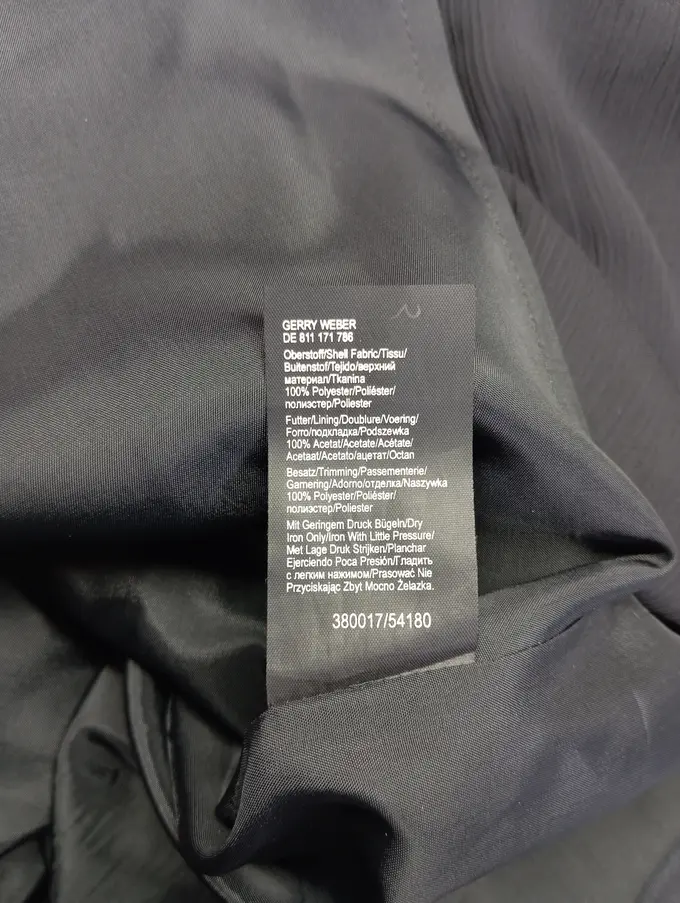 GERRY WEBER
DE 811 171 786
Oberstoff/Shell Fabric/Tissu/
Buitenstof/Tejido/верхний
материал/Tkanina
100% Polyester/Poliéster/
полиэстер/Poliester
Futter/Lining/Doublure/Voering/
Forro/подкладка/Podszewka
100% Acetat/Acetate/Acétate/
Acetaat/Acetato/ацетат/Octan
Besatz/Trimming/Passementerie/
Garnering/Adorno/отделка/Naszywka
100% Polyester/Poliéster/
полиэстер/Poliester
Mit Geringem Druck Bügeln/Dry
Iron Only/Iron With Little Pressure/
Met Lage Druk Strijken/Planchar
Ejerciendo Poca Presión/Гладить
с легким нажимом/Prasować Nie
Przyciskając Zbyt Mocno Żelazka.
380017/54180